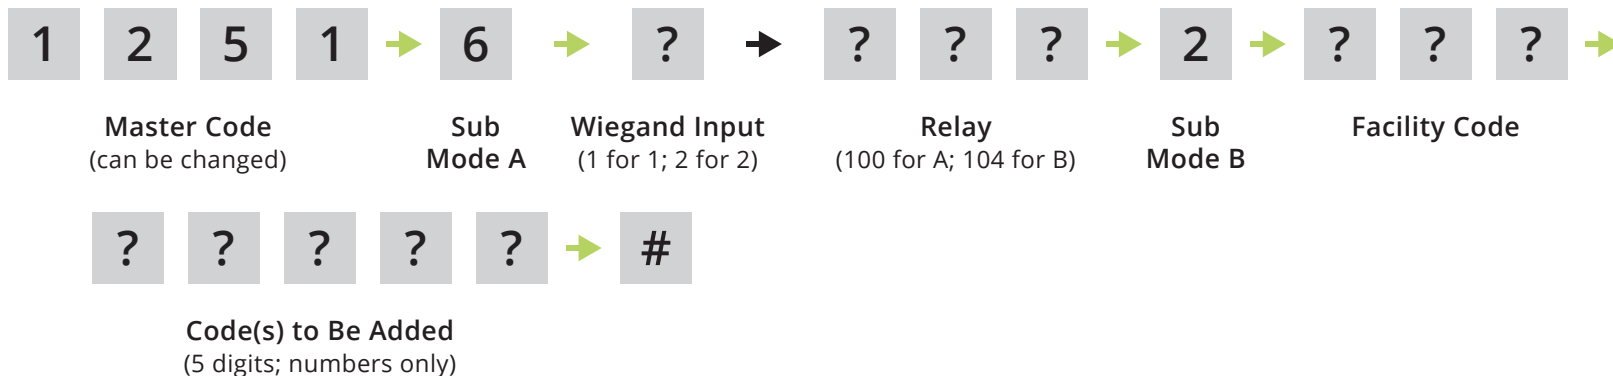 1 2 5 1 6 ? ? ? ? 2 ? ? ?
Master Code Sub Wiegand Input Relay Sub Facility Code
(can be changed) Mode A (1 for 1; 2 for 2) (100 for A; 104 for B) Mode B
? ? ? ? ? #
Code(s) to Be Added
(5 digits; numbers only)